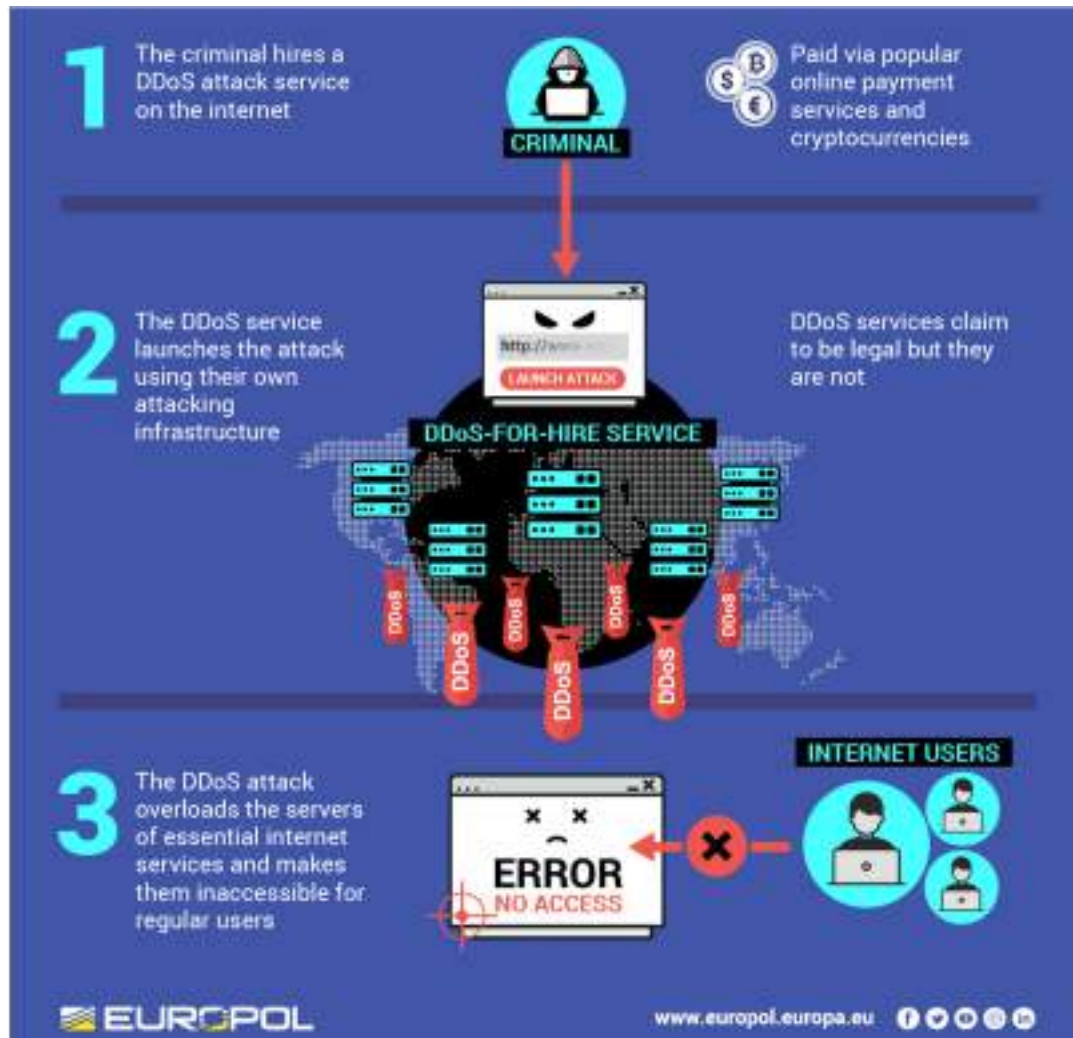 1
The criminal hires a
DDoS attack service
on the internet
CRIMINAL
$
₿
€
Paid via popular
online payment
services and
cryptocurrencies
2
The DDoS service
launches the attack
using their own
attacking
infrastructure
http://www
LAUNCH ATTACK
DDoS services claim
to be legal but they
are not
DDoS-FOR-HIRE SERVICE
DDoS
DDoS
DDoS
DDoS
DDoS
DDoS
DDoS
3
The DDoS attack
overloads the servers
of essential internet
services and makes
them inaccessible for
regular users
ERROR
NO ACCESS
INTERNET USERS
EUROPOL
www.europol.europa.eu